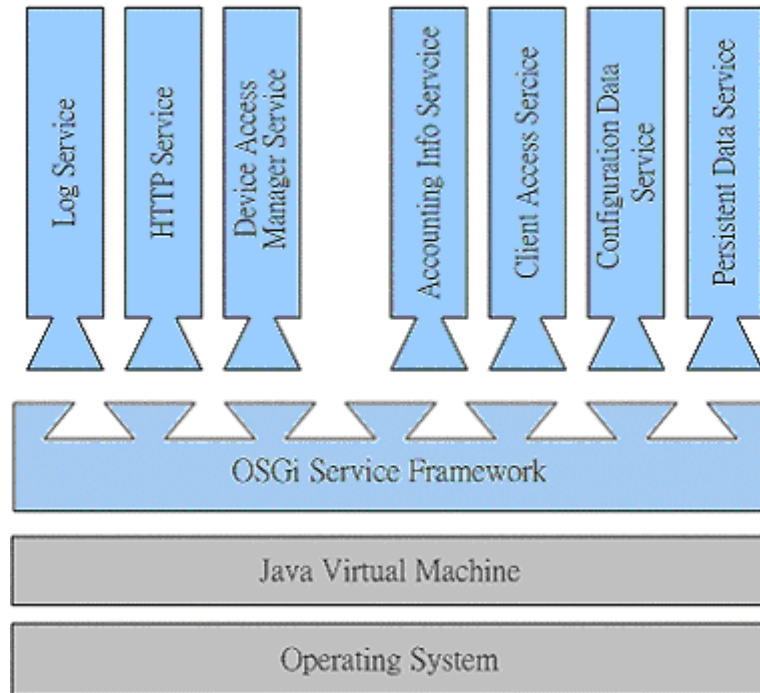 Log Service
HTTP Service
Device Access
Manager Service
Accounting Info Servcice
Client Access Sercice
Configuration Data
Service
Persistent Data Service
OSGi Service Framework
Java Virtual Machine
Operating System